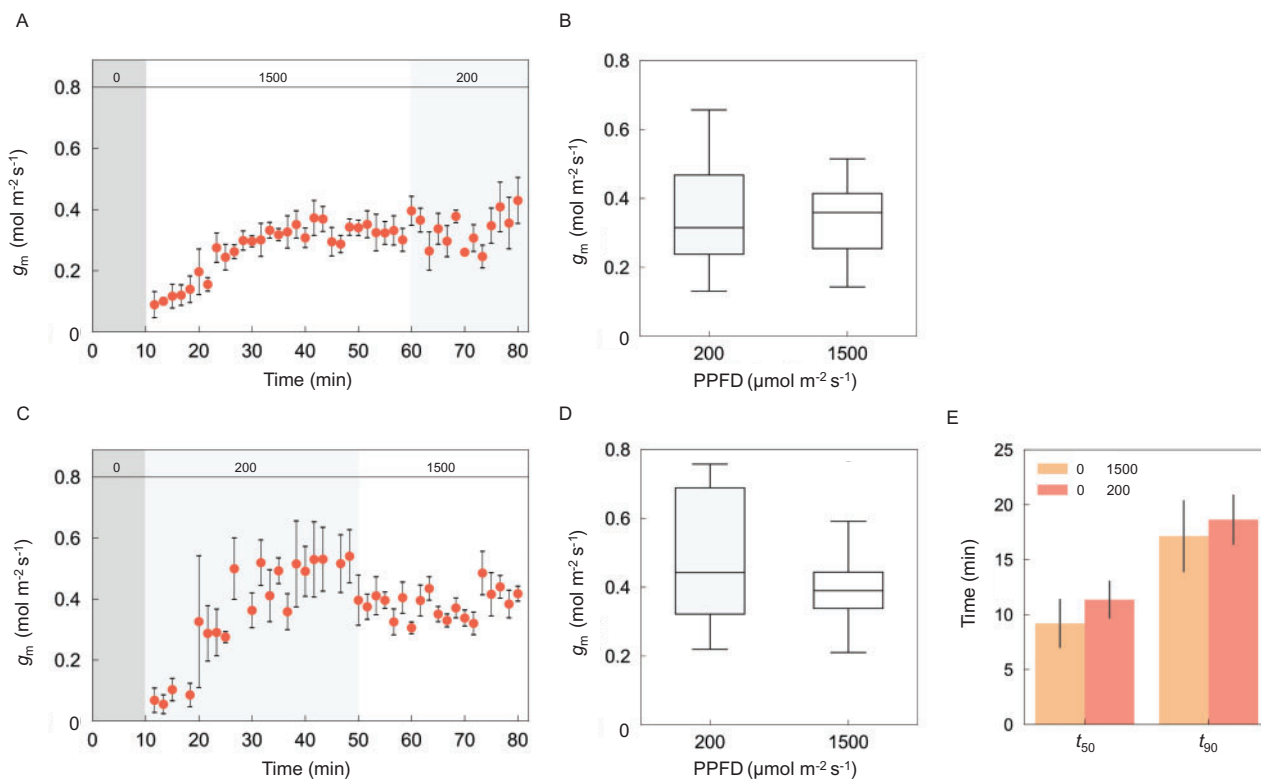 A
0 1500 200
0.8
0.6
0.4
0.2
0
gm (mol m-2 s-1)
0 10 20 30 40 50 60 70 80
Time (min)
B
0.8
0.6
0.4
0.2
0
gm (mol m-2 s-1)
200 1500
PPFD (µmol m-2 s-1)
C
0 200 1500
0.8
0.6
0.4
0.2
0
gm (mol m-2 s-1)
0 10 20 30 40 50 60 70 80
Time (min)
D
0.8
0.6
0.4
0.2
0
gm (mol m-2 s-1)
200 1500
PPFD (µmol m-2 s-1)
E
25
20
15
10
5
0
Time (min)
0 1500
0 200
t50 t90